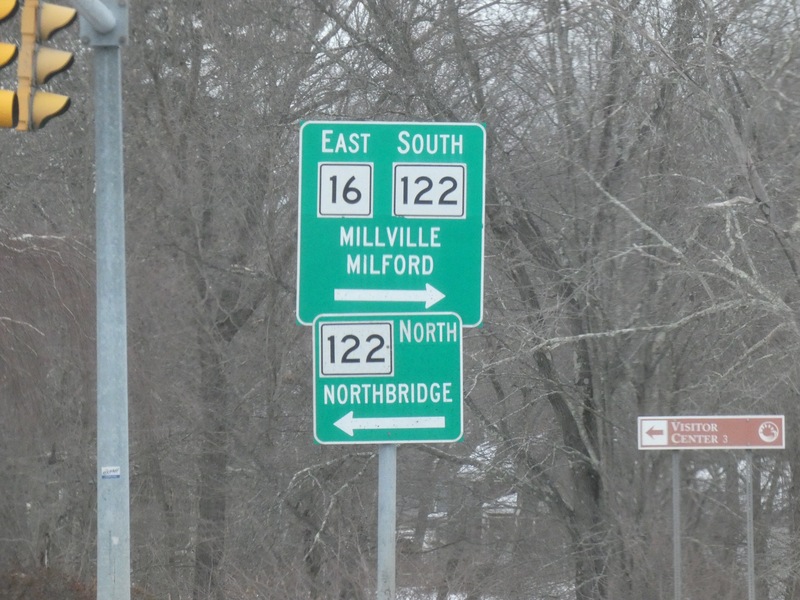 EAST SOUTH
16 122
MILLVILLE
MILFORD
122 NORTH
NORTHBRIDGE
VISITOR
CENTER 3